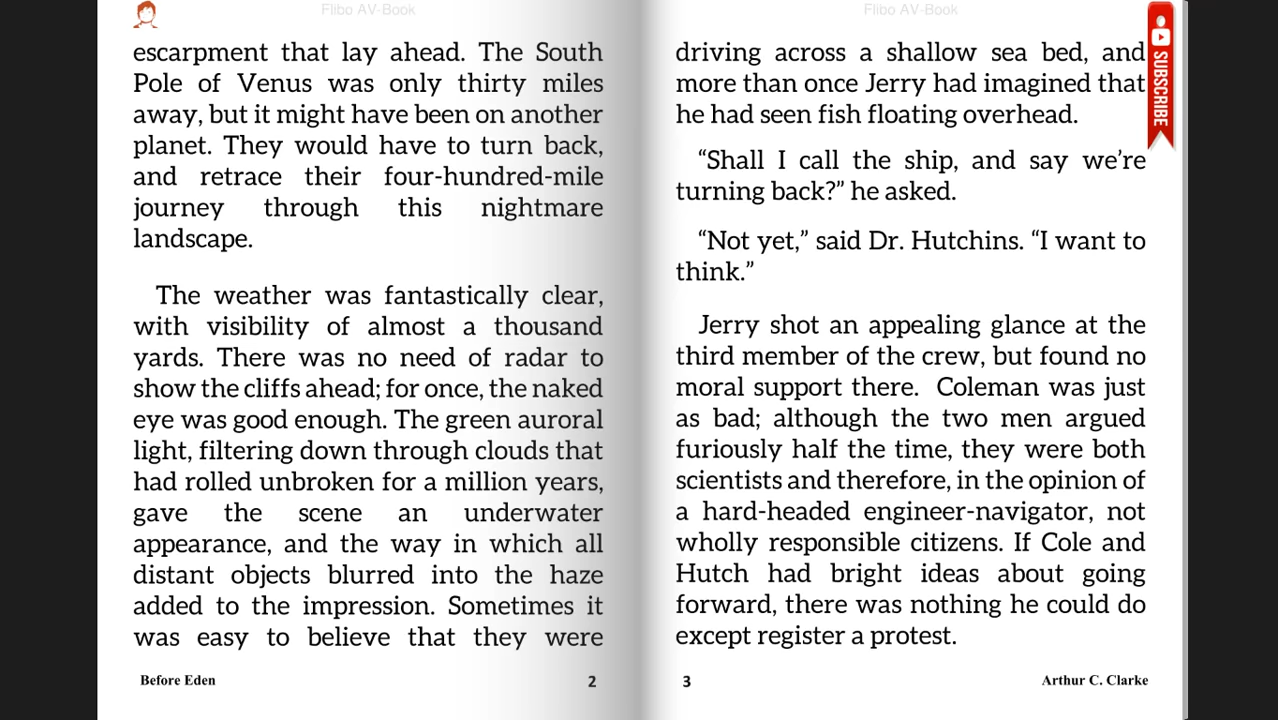 Flibo AV-Book
escarpment that lay ahead. The South
Pole of Venus was only thirty miles
away, but it might have been on another
planet. They would have to turn back,
and retrace their four-hundred-mile
journey through this nightmare
landscape.
The weather was fantastically clear,
with visibility of almost a thousand
yards. There was no need of radar to
show the cliffs ahead; for once, the naked
eye was good enough. The green auroral
light, filtering down through clouds that
had rolled unbroken for a million years,
gave the scene an underwater
appearance, and the way in which all
distant objects blurred into the haze
added to the impression. Sometimes it
was easy to believe that they were
Before Eden
2
Flibo AV-Book
driving across a shallow sea bed, and
more than once Jerry had imagined that
he had seen fish floating overhead.
“Shall I call the ship, and say we’re
turning back?” he asked.
“Not yet,” said Dr. Hutchins. “I want to
think.”
Jerry shot an appealing glance at the
third member of the crew, but found no
moral support there. Coleman was just
as bad; although the two men argued
furiously half the time, they were both
scientists and therefore, in the opinion of
a hard-headed engineer-navigator, not
wholly responsible citizens. If Cole and
Hutch had bright ideas about going
forward, there was nothing he could do
except register a protest.
3
Arthur C. Clarke
SUBSCRIBE